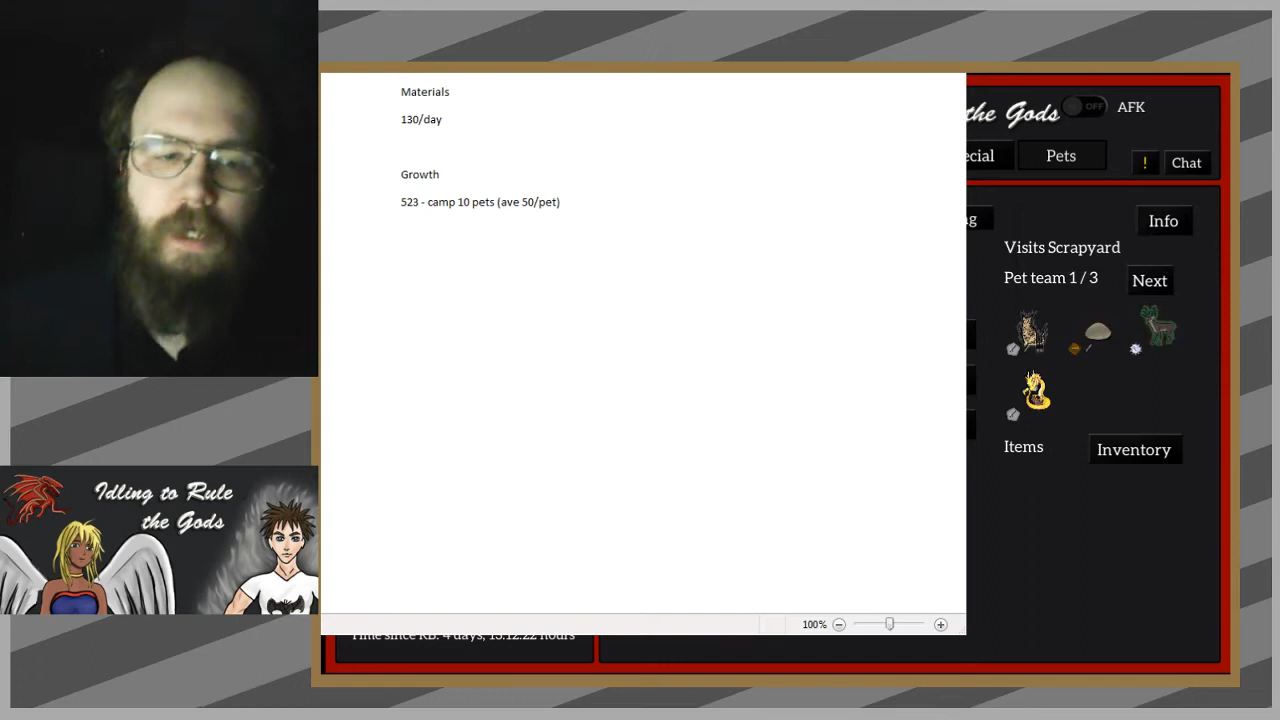 Materials
130/day
Growth
523 - camp 10 pets (ave 50/pet)
100%
the Gods
OFF
AFK
ecial
Pets
!
Chat
g
Info
Visits Scrapyard
Pet team 1 / 3
Next
Items
Inventory
Idling to Rule
the Gods